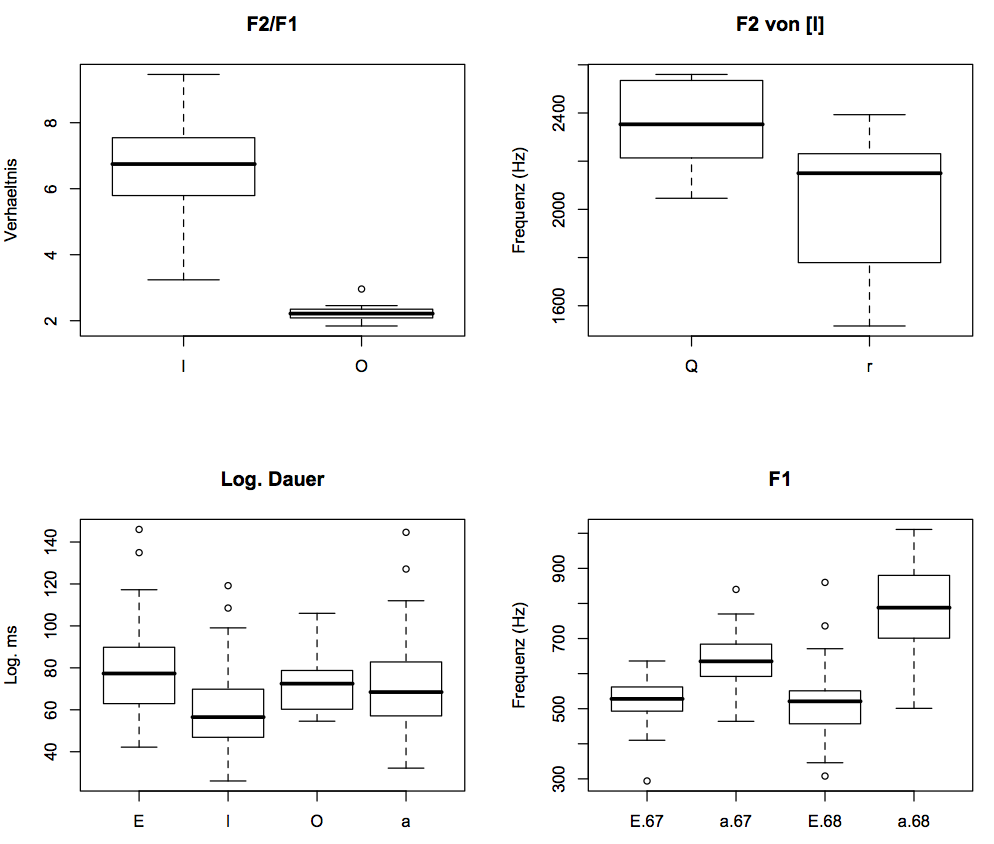 F2/F1
Verhaeltnis
8
6
4
2
I
O
F2 von [I]
Frequenz (Hz)
2400
2000
1600
Q
r
Log. Dauer
Log. ms
140
120
100
80
60
40
E
I
O
a
F1
Frequenz (Hz)
900
700
500
300
E.67
a.67
E.68
a.68